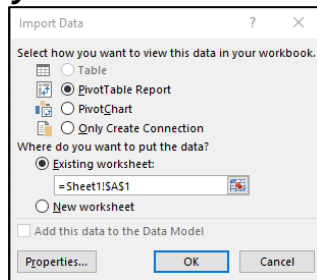 Import Data ? ×
Select how you want to view this data in your workbook.
Table
PivotTable Report
PivotChart
Only Create Connection
Where do you want to put the data?
Existing worksheet:
=Sheet1!$A$1
New worksheet
Add this data to the Data Model
Properties... OK Cancel